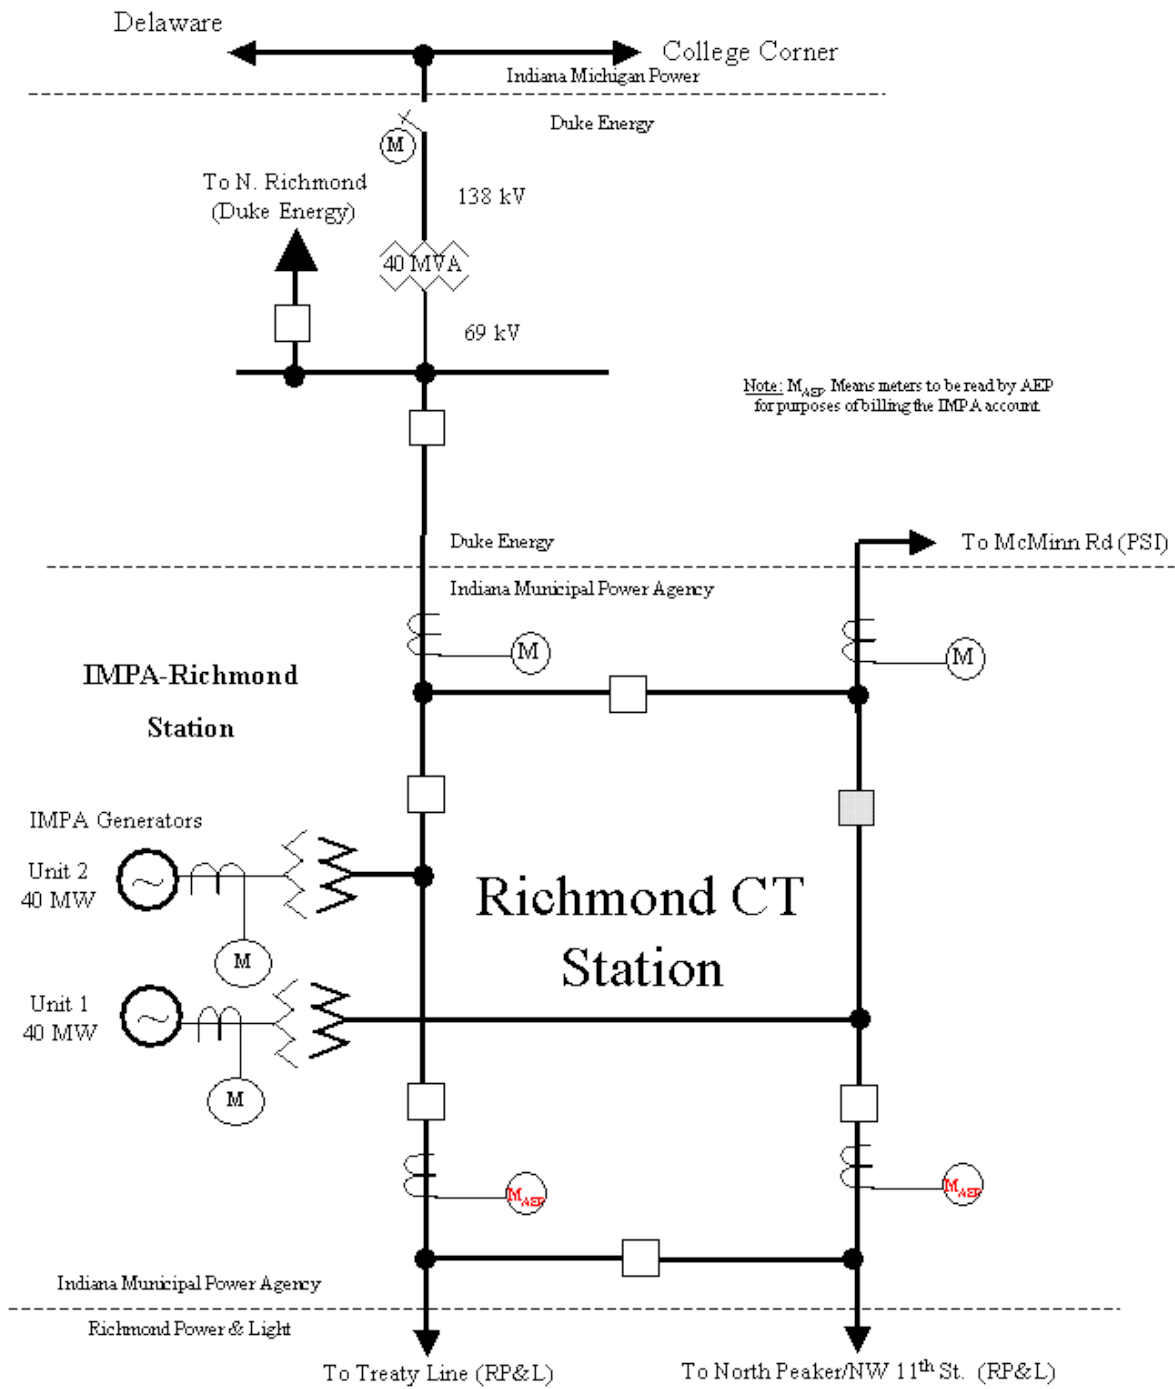 Delaware
College Corner
Indiana Michigan Power
Duke Energy
M
To N. Richmond
(Duke Energy)
138 kV
40 MVA
69 kV
Note: MAEP Means meters to be read by AEP
for purposes of billing the IMPA account.
Duke Energy
To McMinn Rd (PSI)
Indiana Municipal Power Agency
M
M
IMPA-Richmond
Station
IMPA Generators
Unit 2
40 MW
M
Richmond CT
Station
Unit 1
40 MW
M
MAEP
MAEP
Indiana Municipal Power Agency
Richmond Power & Light
To Treaty Line (RP&L)
To North Peaker/NW 11th St. (RP&L)